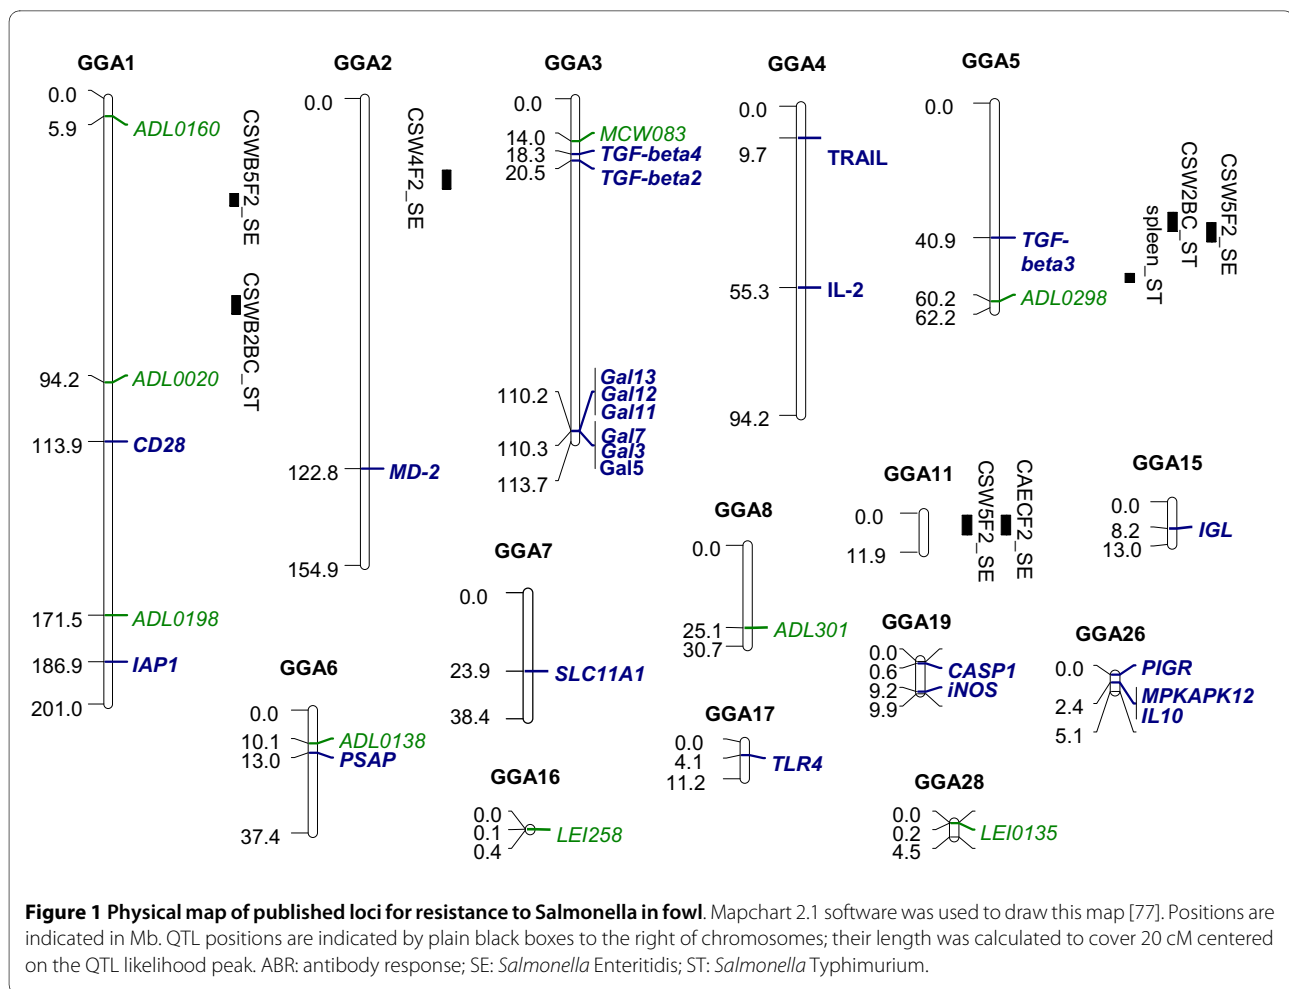 GGA1
0.0
5.9
ADL0160
94.2
ADL0020
113.9
CD28
171.5
ADL0198
186.9
IAP1
201.0
CSWB5F2_SE
CSWB2BC_ST
GGA2
0.0
122.8
MD-2
154.9
CSW4F2_SE
GGA3
0.0
14.0
MCW083
18.3
TGF-beta4
20.5
TGF-beta2
110.2
Gal13
Gal12
Gal11
110.3
Gal7
Gal3
Gal5
113.7
GGA4
0.0
9.7
TRAIL
55.3
IL-2
94.2
GGA5
0.0
40.9
TGF-
beta3
60.2
ADL0298
62.2
spleen_ST
CSW2BC_ST
CSW5F2_SE
GGA6
0.0
10.1
ADL0138
13.0
PSAP
37.4
GGA7
0.0
23.9
SLC11A1
38.4
GGA8
0.0
25.1
ADL301
30.7
GGA11
0.0
11.9
CSW5F2_SE
CAECF2_SE
GGA15
0.0
8.2
IGL
13.0
GGA16
0.0
0.1
LEI258
0.4
GGA17
0.0
4.1
TLR4
11.2
GGA19
0.0
0.6
CASP1
9.2
iNOS
9.9
GGA26
0.0
PIGR
2.4
MPKAPK12
IL10
5.1
GGA28
0.0
0.2
LEI0135
4.5
Figure 1 Physical map of published loci for resistance to Salmonella in fowl. Mapchart 2.1 software was used to draw this map [77]. Positions are
indicated in Mb. QTL positions are indicated by plain black boxes to the right of chromosomes; their length was calculated to cover 20 cM centered
on the QTL likelihood peak. ABR: antibody response; SE: Salmonella Enteritidis; ST: Salmonella Typhimurium.